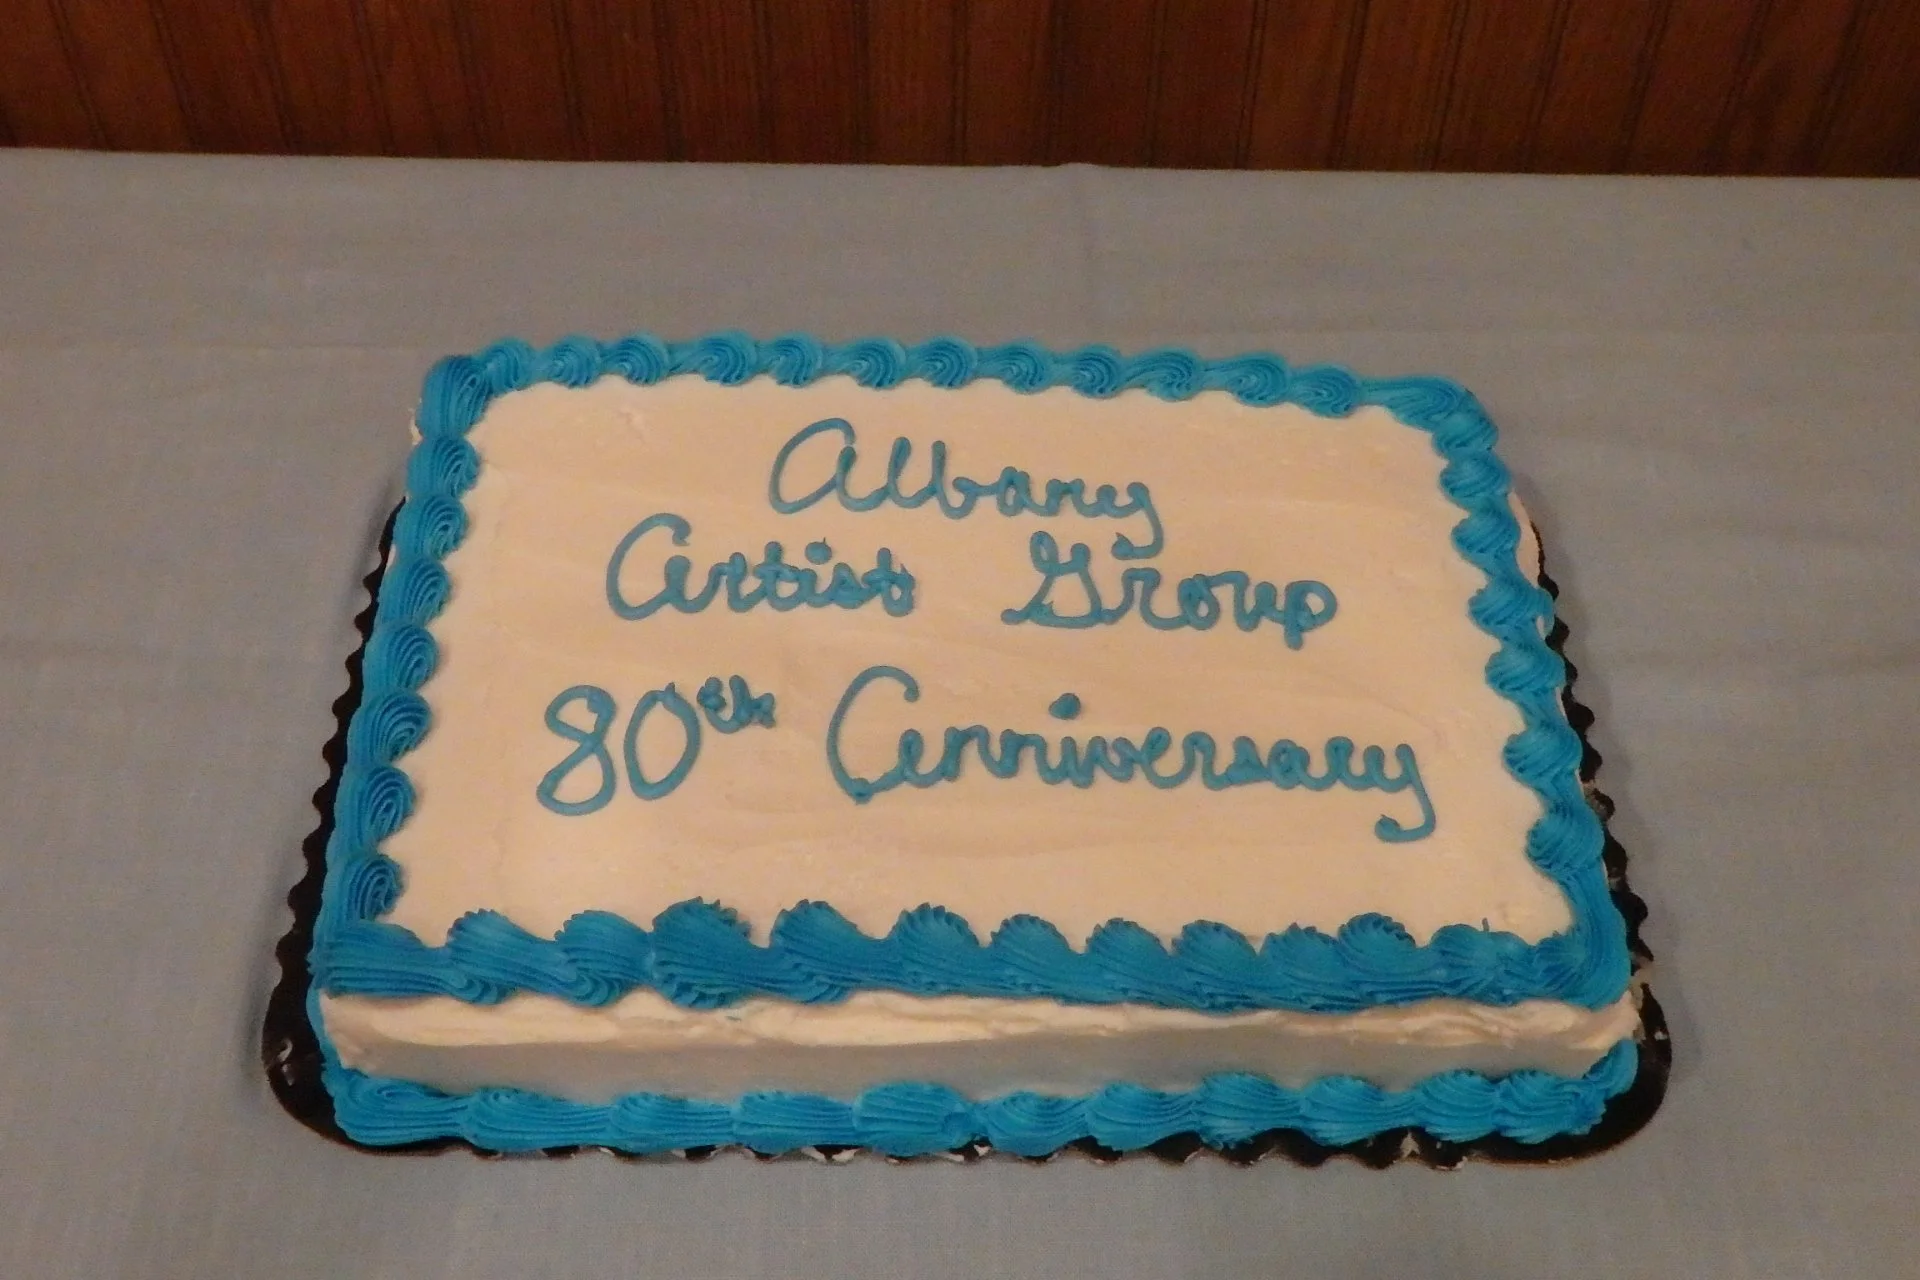 Albany
Artist Group
80th Anniversary